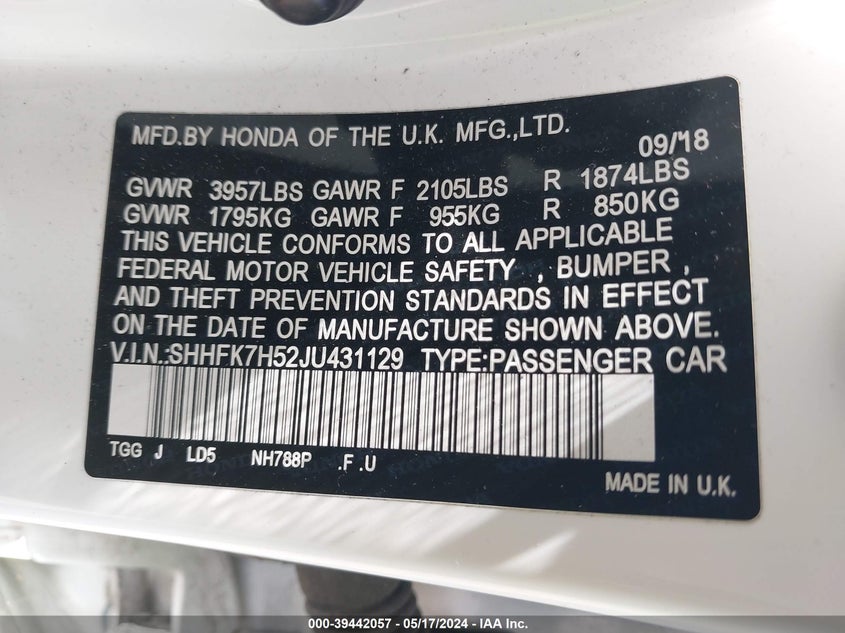 MFD.BY HONDA OF THE U.K. MFG.,LTD.
09/18
GVWR 3957LBS GAWR F 2105LBS R 1874LBS
GVWR 1795KG GAWR F 955KG R 850KG
THIS VEHICLE CONFORMS TO ALL APPLICABLE
FEDERAL MOTOR VEHICLE SAFETY , BUMPER ,
AND THEFT PREVENTION STANDARDS IN EFFECT
ON THE DATE OF MANUFACTURE SHOWN ABOVE.
V.I.N.:SHHFK7H52JU431129 TYPE:PASSENGER CAR
TGG J LD5 NH788P .F .U
MADE IN U.K.
000-39442057 - 05/17/2024 - IAA Inc.